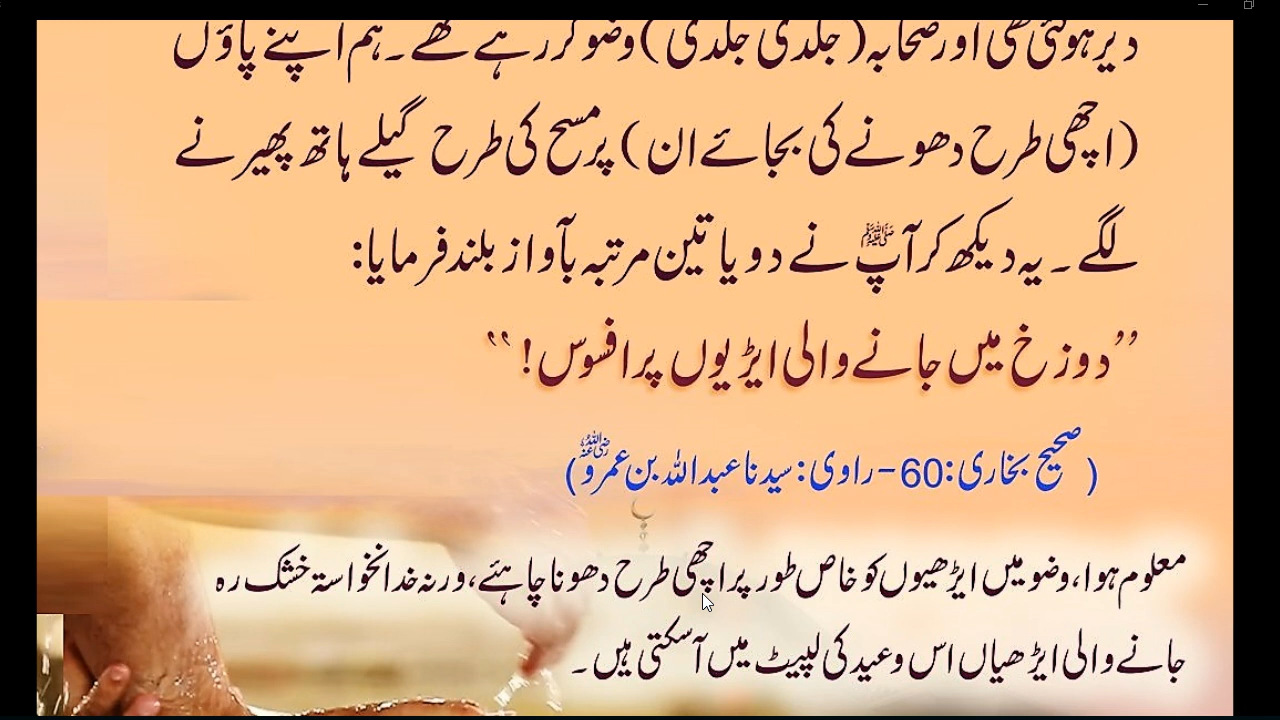 دیر ہوگئی تھی اور صحابہ (جلدی جلدی) وضو کر رہے تھے۔ ہم اپنے پاؤں
(اچھی طرح دھونے کی بجائے ان) پر مسح کی طرح گیلے ہاتھ پھیرنے
لگے۔ یہ دیکھ کر آپ ﷺ نے دو یا تین مرتبہ بآواز بلند فرمایا:
”دوزخ میں جانے والی ایڑیوں پر افسوس!“
(صحیح بخاری:60- راوی: سیدنا عبداللہ بن عمرو رضی اللہ عنہ)
معلوم ہوا، وضو میں ایڑھیوں کو خاص طور پر اچھی طرح دھونا چاہئے، ورنہ خدانخواستہ خشک رہ
جانے والی ایڑھیاں اس وعید کی لپیٹ میں آسکتی ہیں۔